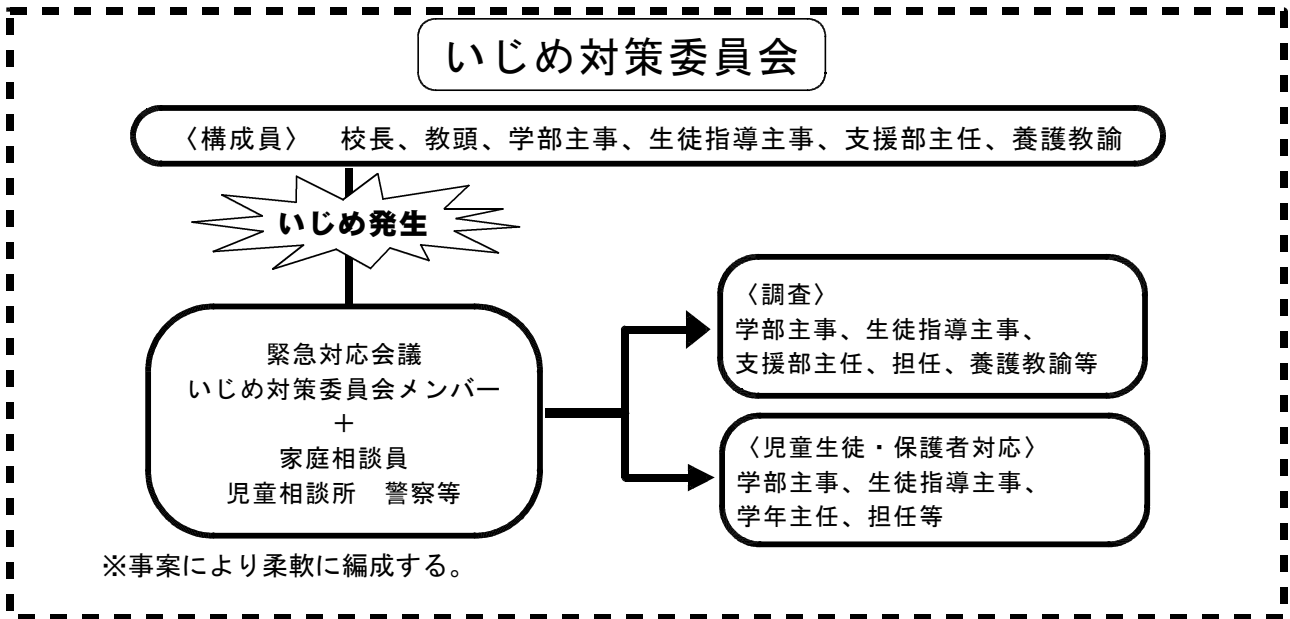 いじめ対策委員会
〈構成員〉　校長、教頭、学部主事、生徒指導主事、支援部主任、養護教諭
いじめ発生
緊急対応会議
いじめ対策委員会メンバー
＋
家庭相談員
児童相談所　警察等
〈調査〉
学部主事、生徒指導主事、
支援部主任、担任、養護教諭等
〈児童生徒・保護者対応〉
学部主事、生徒指導主事、
学年主任、担任等
※事案により柔軟に編成する。